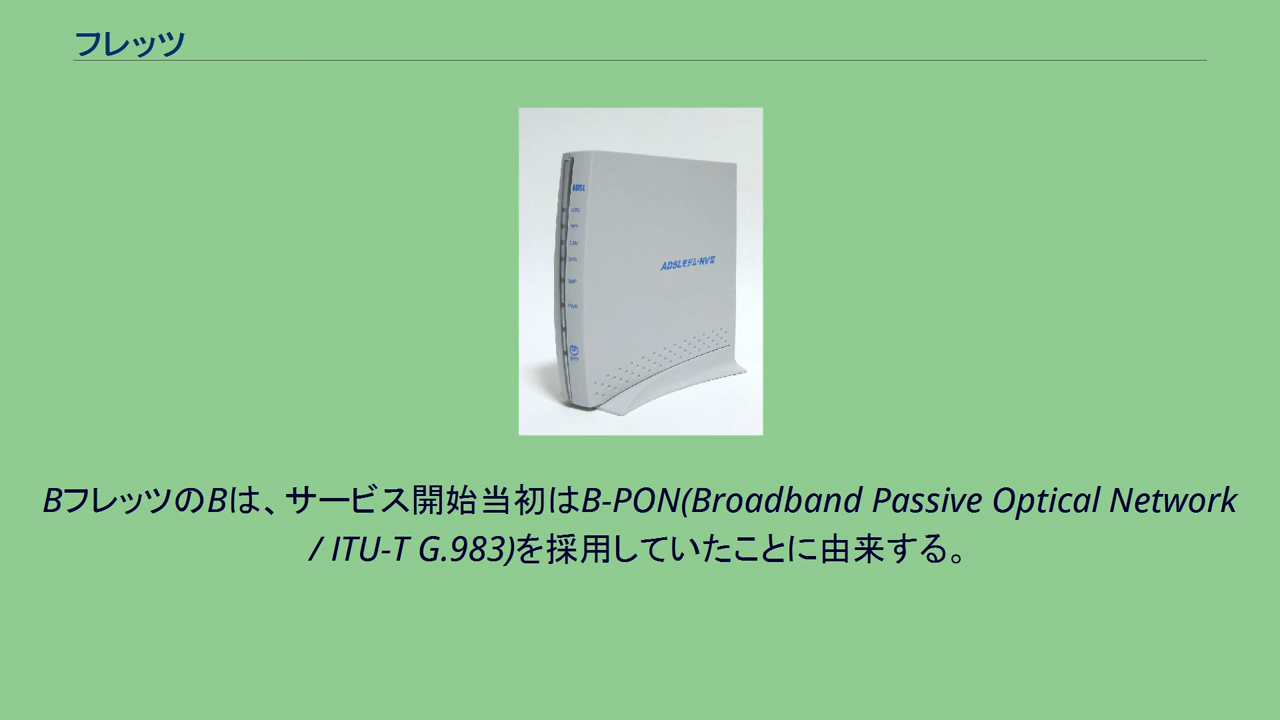 フレッツ
ADSL
ADSLモデム-NVIII
BフレッツのBは、サービス開始当初はB-PON(Broadband Passive Optical Network
/ ITU-T G.983)を採用していたことに由来する。